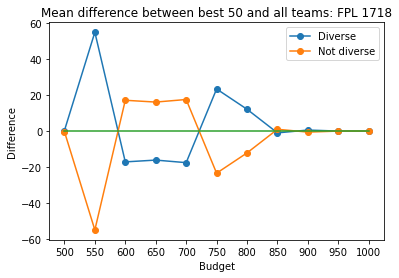 Mean difference between best 50 and all teams: FPL 1718
Diverse
Not diverse
Difference
60
40
20
0
−20
−40
−60
500 550 600 650 700 750 800 850 900 950 1000
Budget